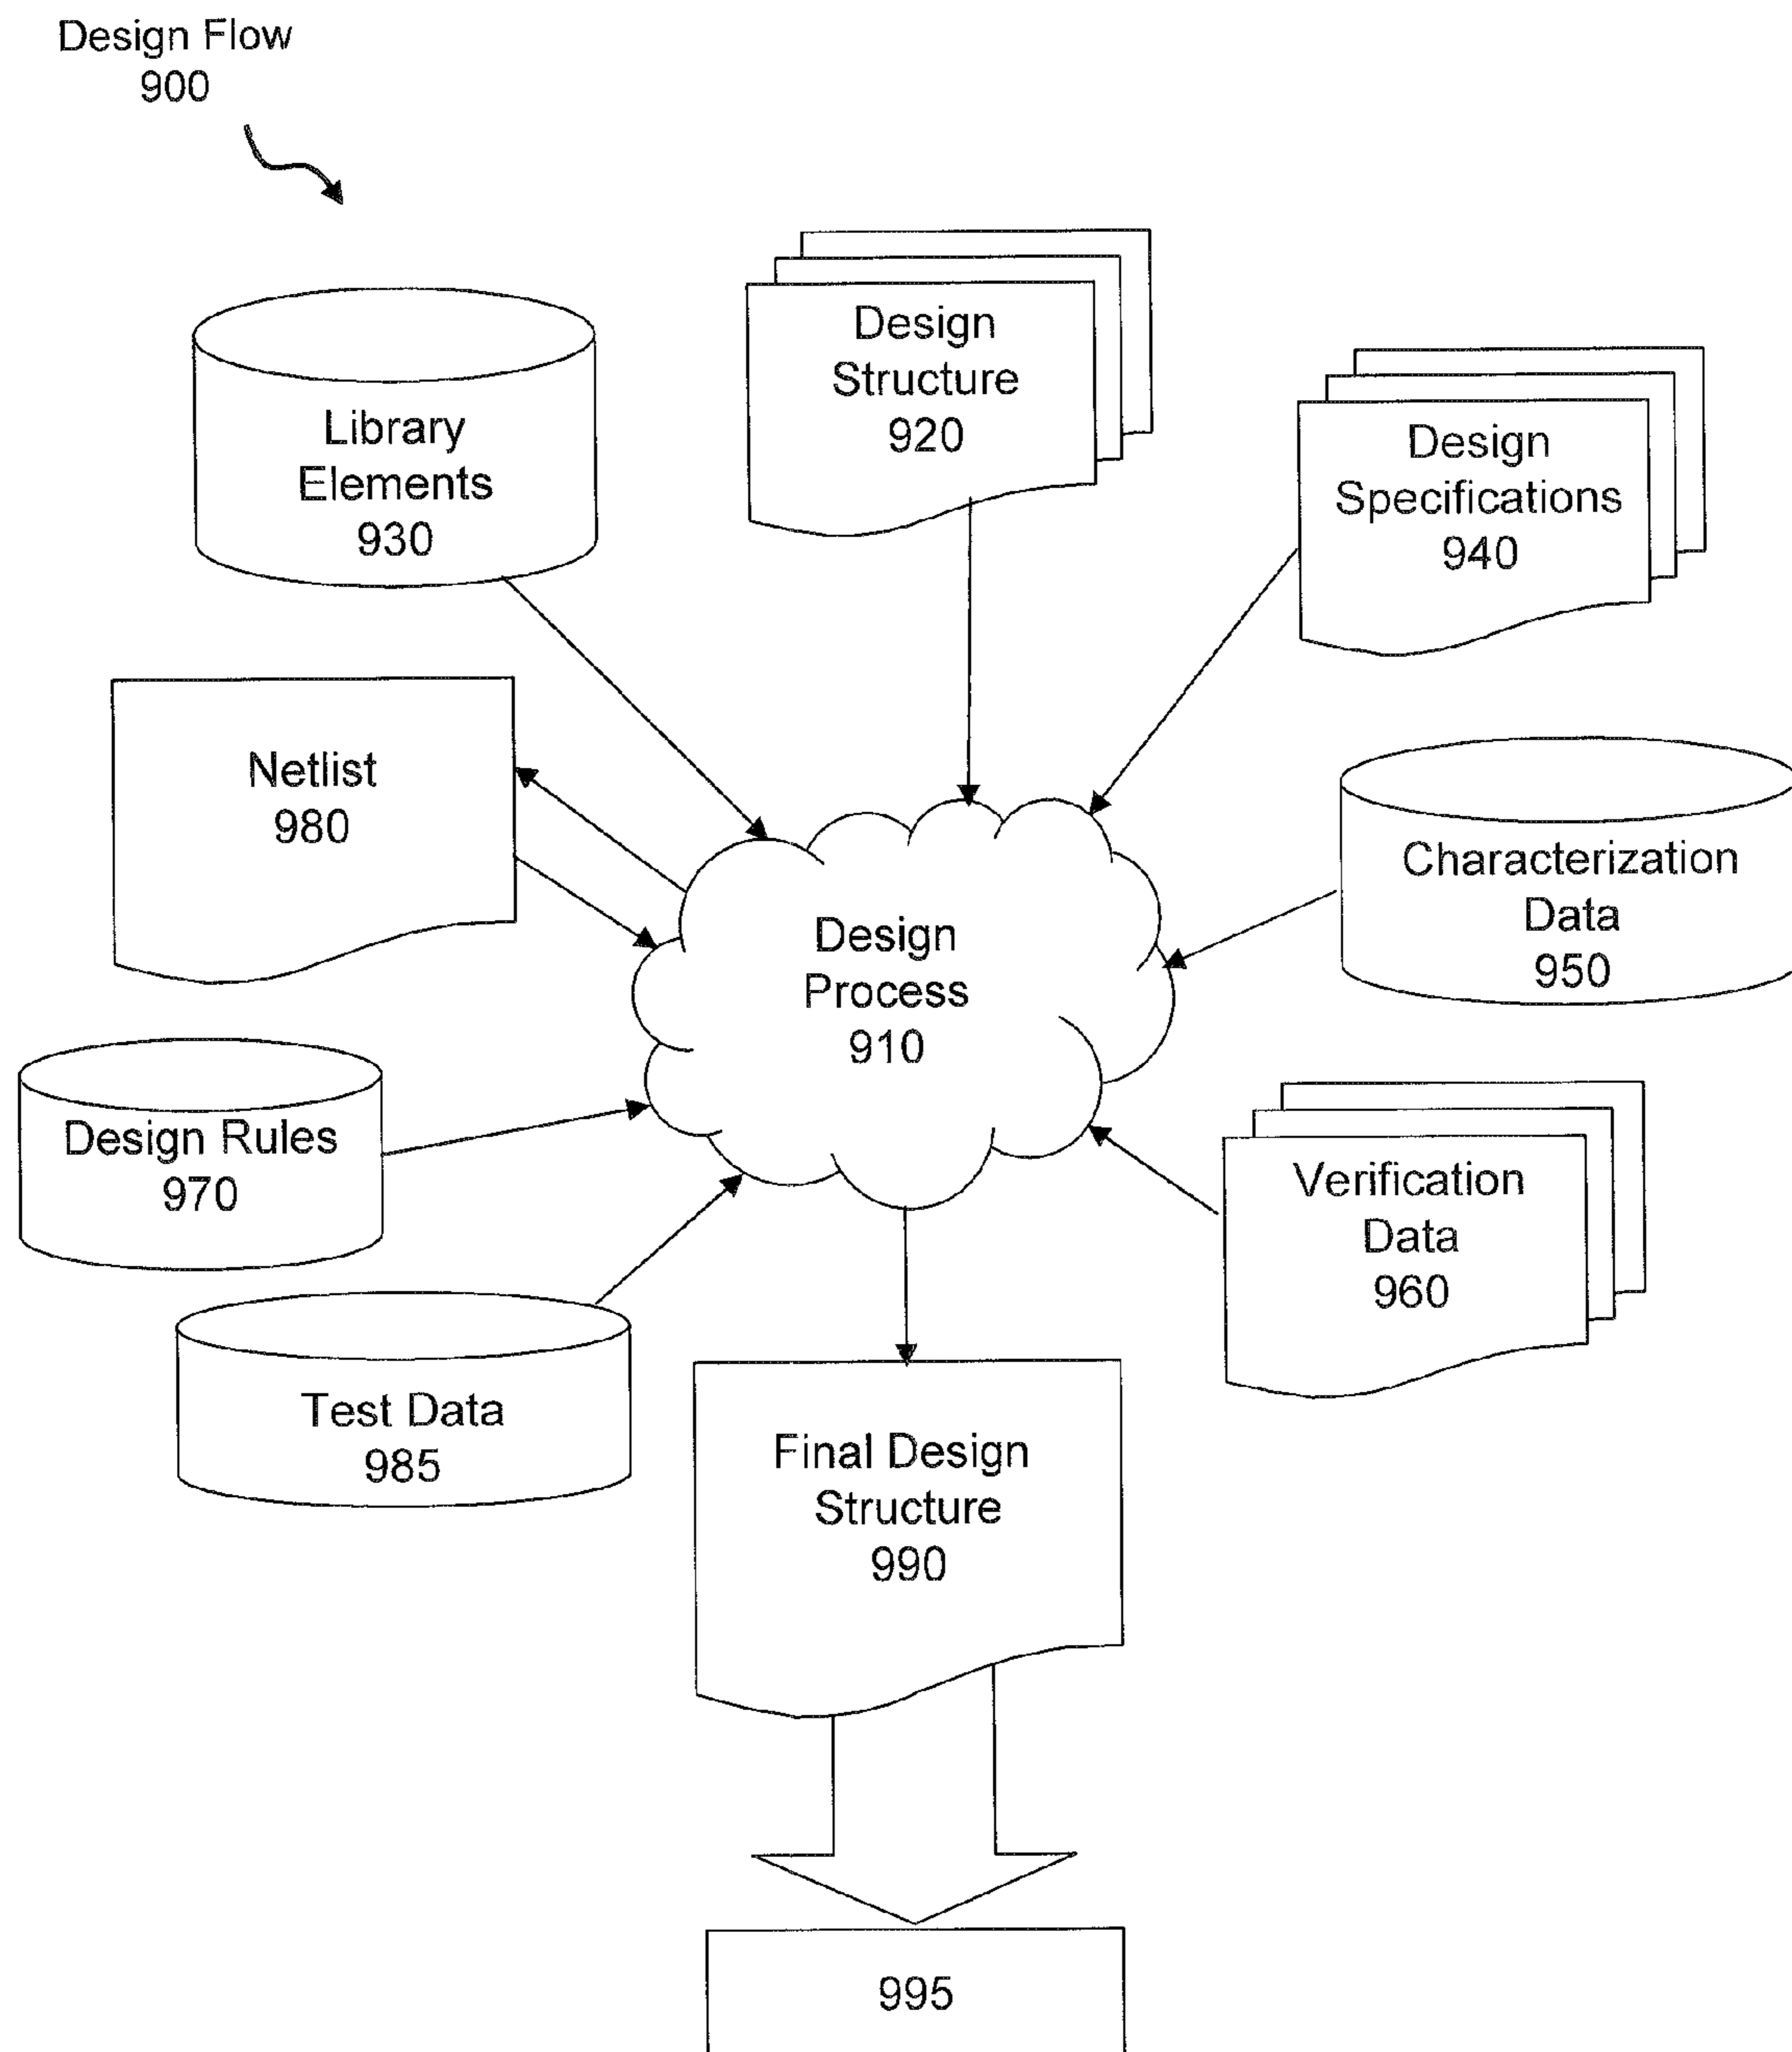 Design Flow
900
Design
Structure
920
Library
Elements
930
Design
Specifications
940
Netlist
980
Characterization
Data
950
Design
Process
910
Design Rules
970
Verification
Data
960
Test Data
985
Final Design
Structure
990
995